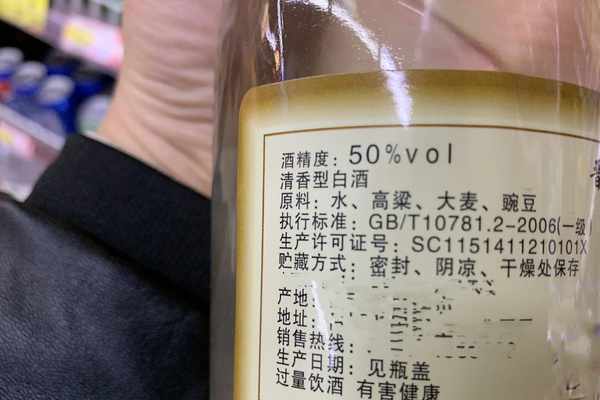 酒精度：50%vol
清香型白酒
原料：水、高粱、大麦、豌豆
执行标准：GB/T10781.2-2006(一级)
生产许可证号：SC1151411210101X
贮藏方式：密封、阴凉、干燥处保存
产地：
地址：
销售热线：
生产日期：见瓶盖
过量饮酒 有害健康